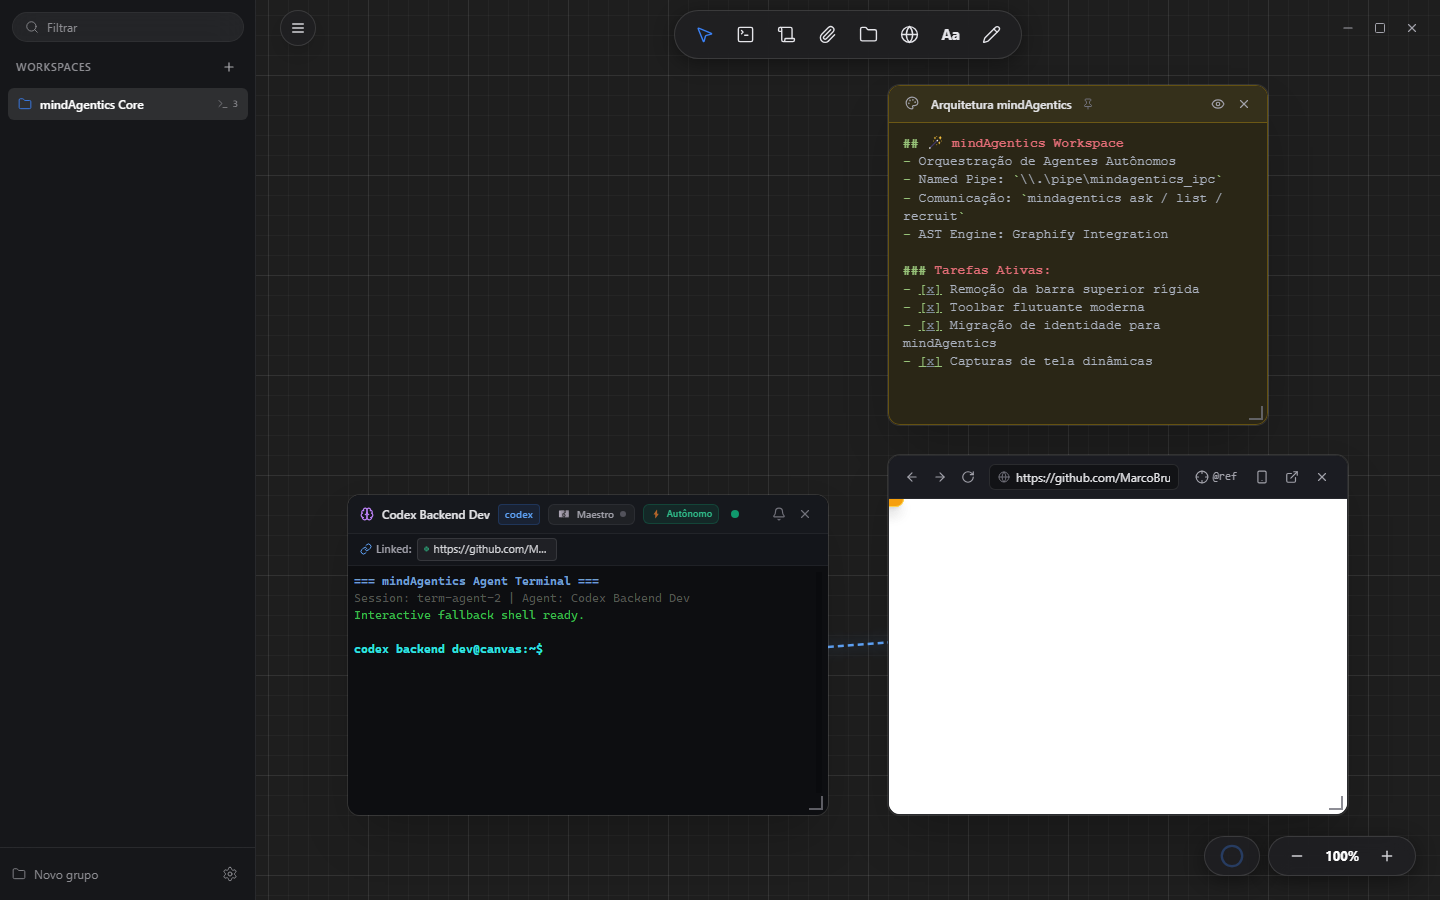 Filtrar
WORKSPACES
mindAgentics Core
3
Novo grupo
Aa
Arquitetura mindAgentics
## mindAgentics Workspace
- Orquestração de Agentes Autônomos
- Named Pipe: `\\.\pipe\mindagentics_ipc`
- Comunicação: `mindagentics ask / list /
recruit`
- AST Engine: Graphify Integration
### Tarefas Ativas:
- [x] Remoção da barra superior rígida
- [x] Toolbar flutuante moderna
- [x] Migração de identidade para
mindAgentics
- [x] Capturas de tela dinâmicas
Codex Backend Dev codex Maestro Autônomo
Linked: https://github.com/M...
=== mindAgentics Agent Terminal ===
Session: term-agent-2 | Agent: Codex Backend Dev
Interactive fallback shell ready.
codex backend dev@canvas:~$
https://github.com/MarcoBru
@ref
100%